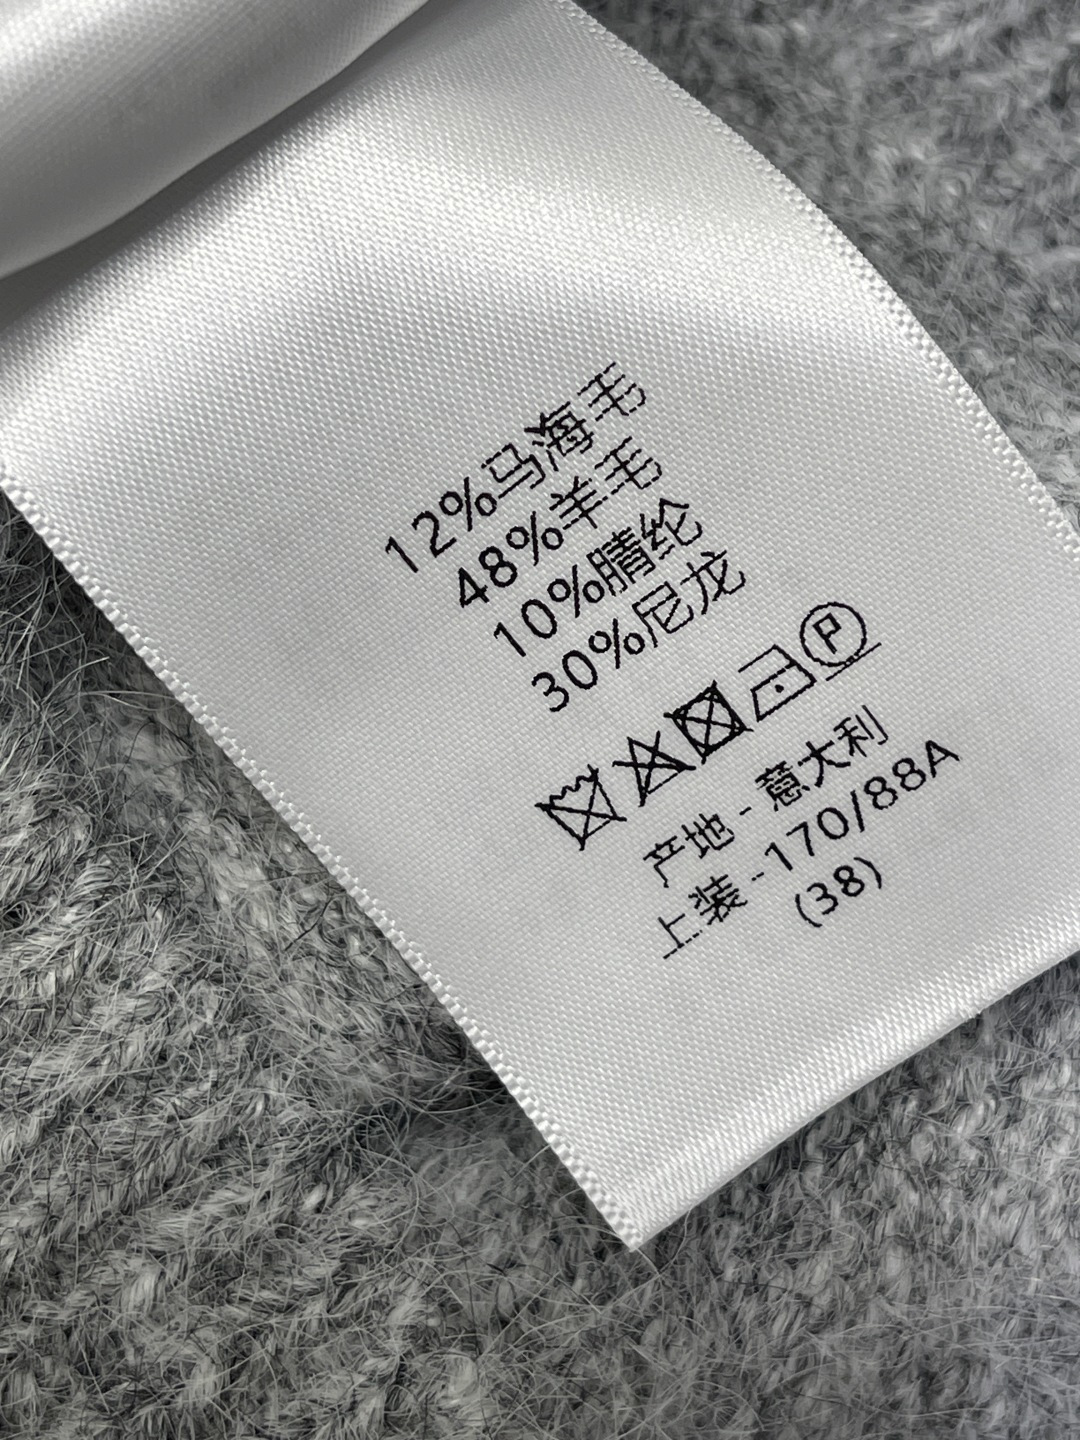 12%马海毛
48%羊毛
10%腈纶
30%尼龙
P
产地 - 意大利
上装 - 170/88A
(38)